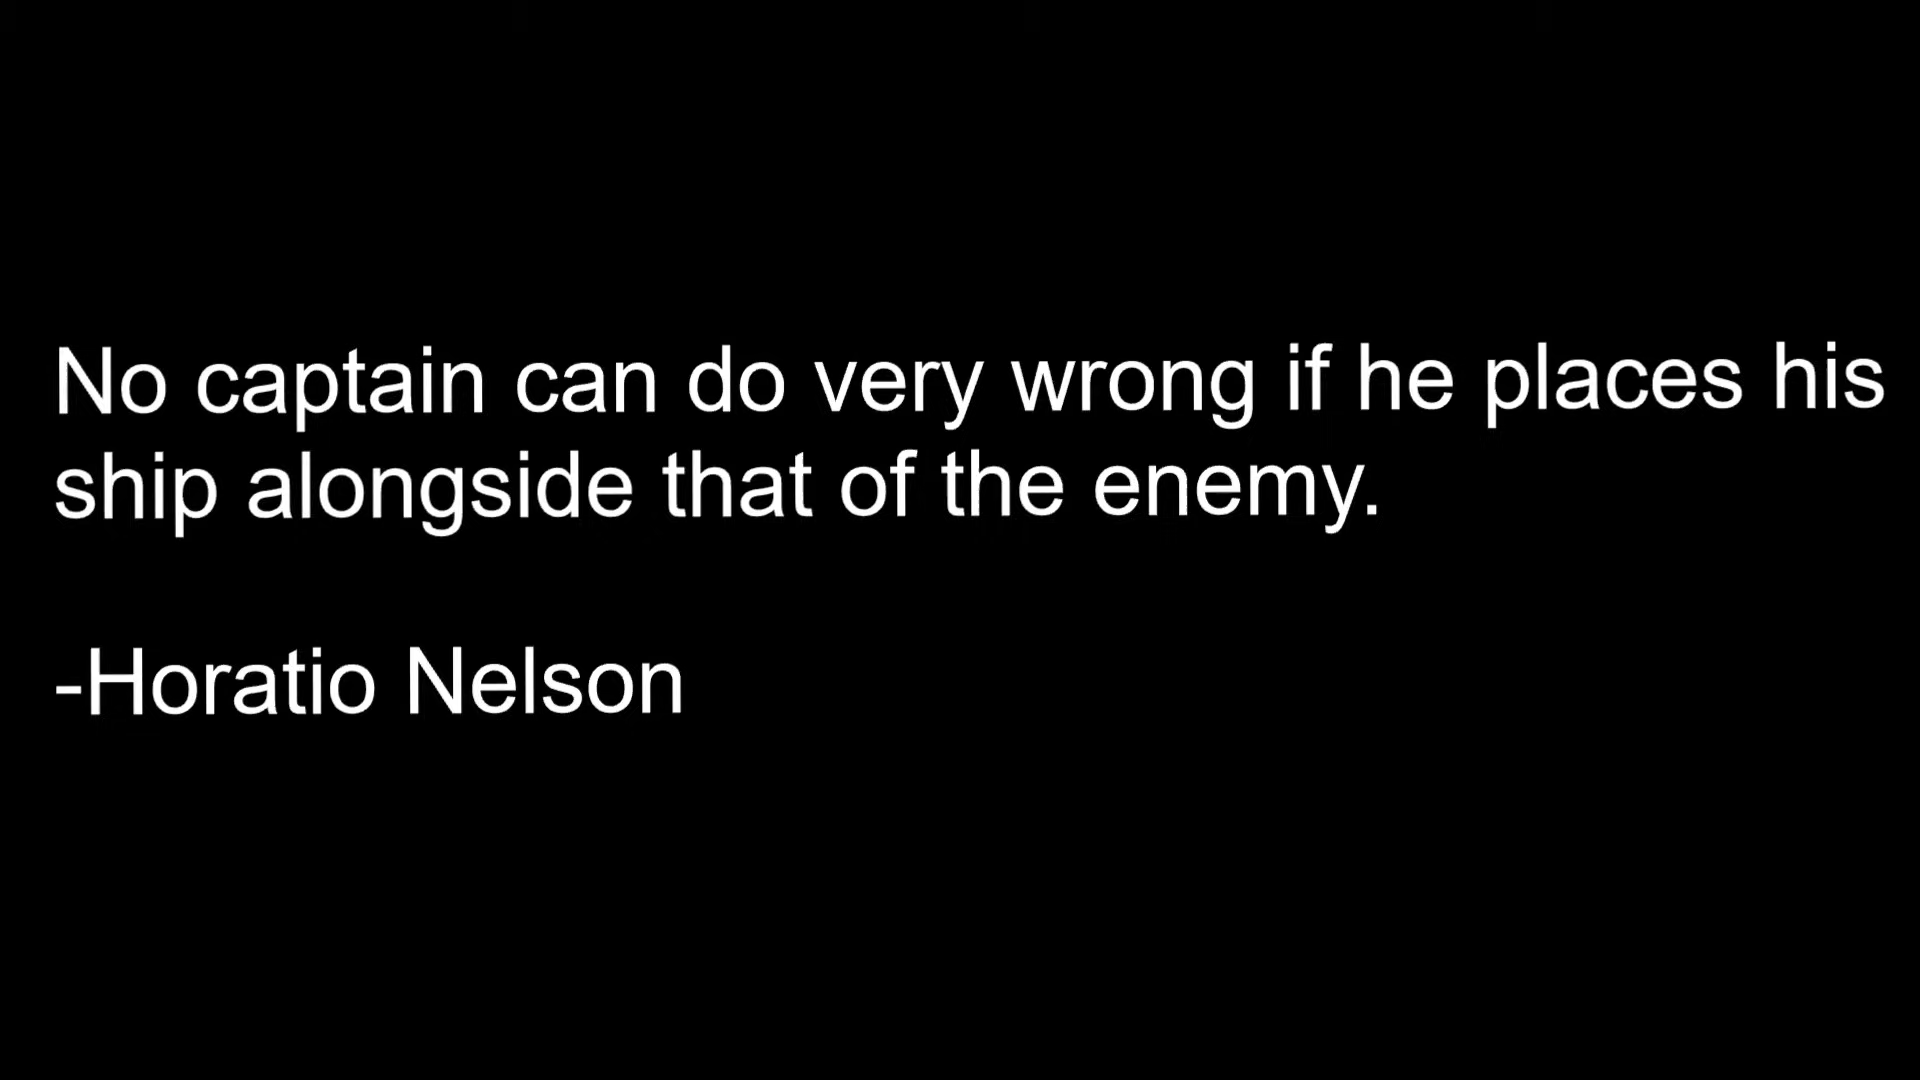 No captain can do very wrong if he places his
ship alongside that of the enemy.
-Horatio Nelson